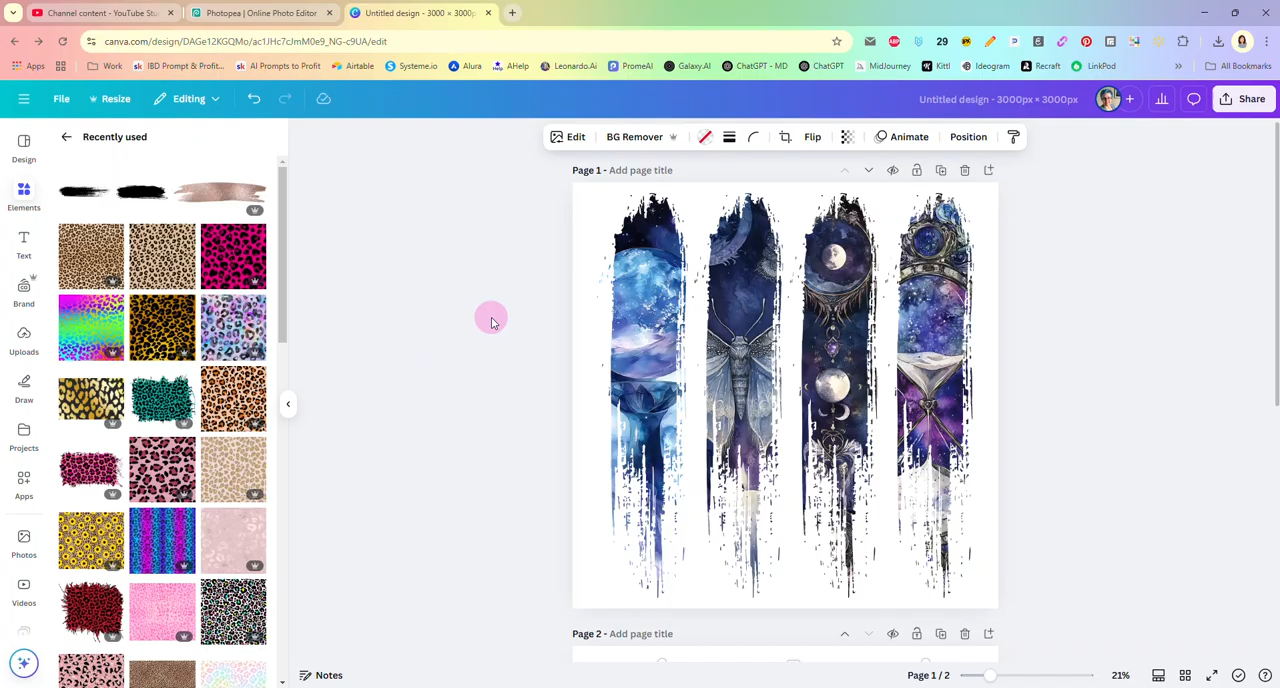 Channel content - YouTube Stu
Photopea | Online Photo Editor
Untitled design - 3000 × 3000p
canva.com/design/DAGe12KGQMo/ac1JHc7cJmM0e9_NG-c9UA/edit
29
Apps
Work
IBD Prompt & Profit...
AI Prompts to Profit
Airtable
Systeme.io
Alura
AHelp
Leonardo.Ai
PromeAI
Galaxy.AI
ChatGPT - MD
ChatGPT
MidJourney
Kittl
Ideogram
Recraft
LinkPod
All Bookmarks
File
Resize
Editing
Untitled design - 3000px × 3000px
Share
Design
Elements
Text
Brand
Uploads
Draw
Projects
Apps
Photos
Videos
Recently used
Edit
BG Remover
Flip
Animate
Position
Page 1 - Add page title
Page 2 - Add page title
Notes
Page 1 / 2
21%